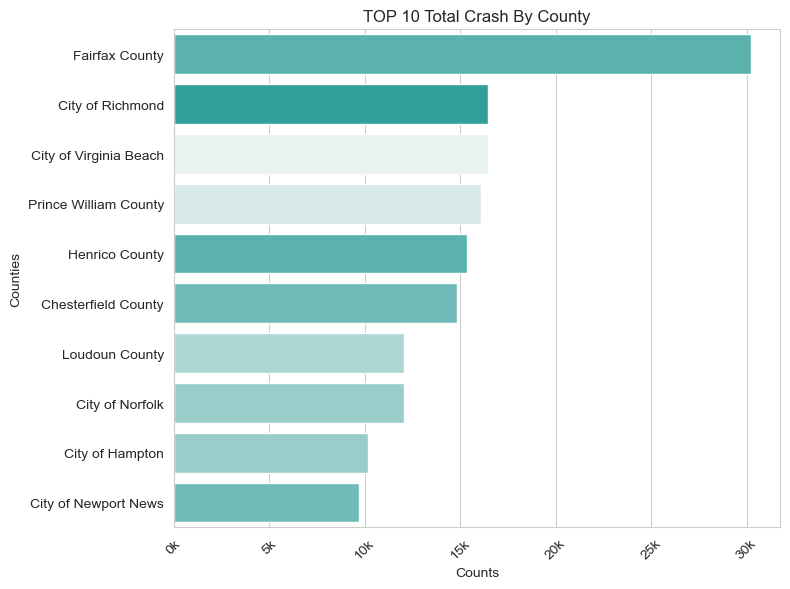 TOP 10 Total Crash By County
Fairfax County
City of Richmond
City of Virginia Beach
Prince William County
Henrico County
Chesterfield County
Loudoun County
City of Norfolk
City of Hampton
City of Newport News
Counties
0k
5k
10k
15k
20k
25k
30k
Counts